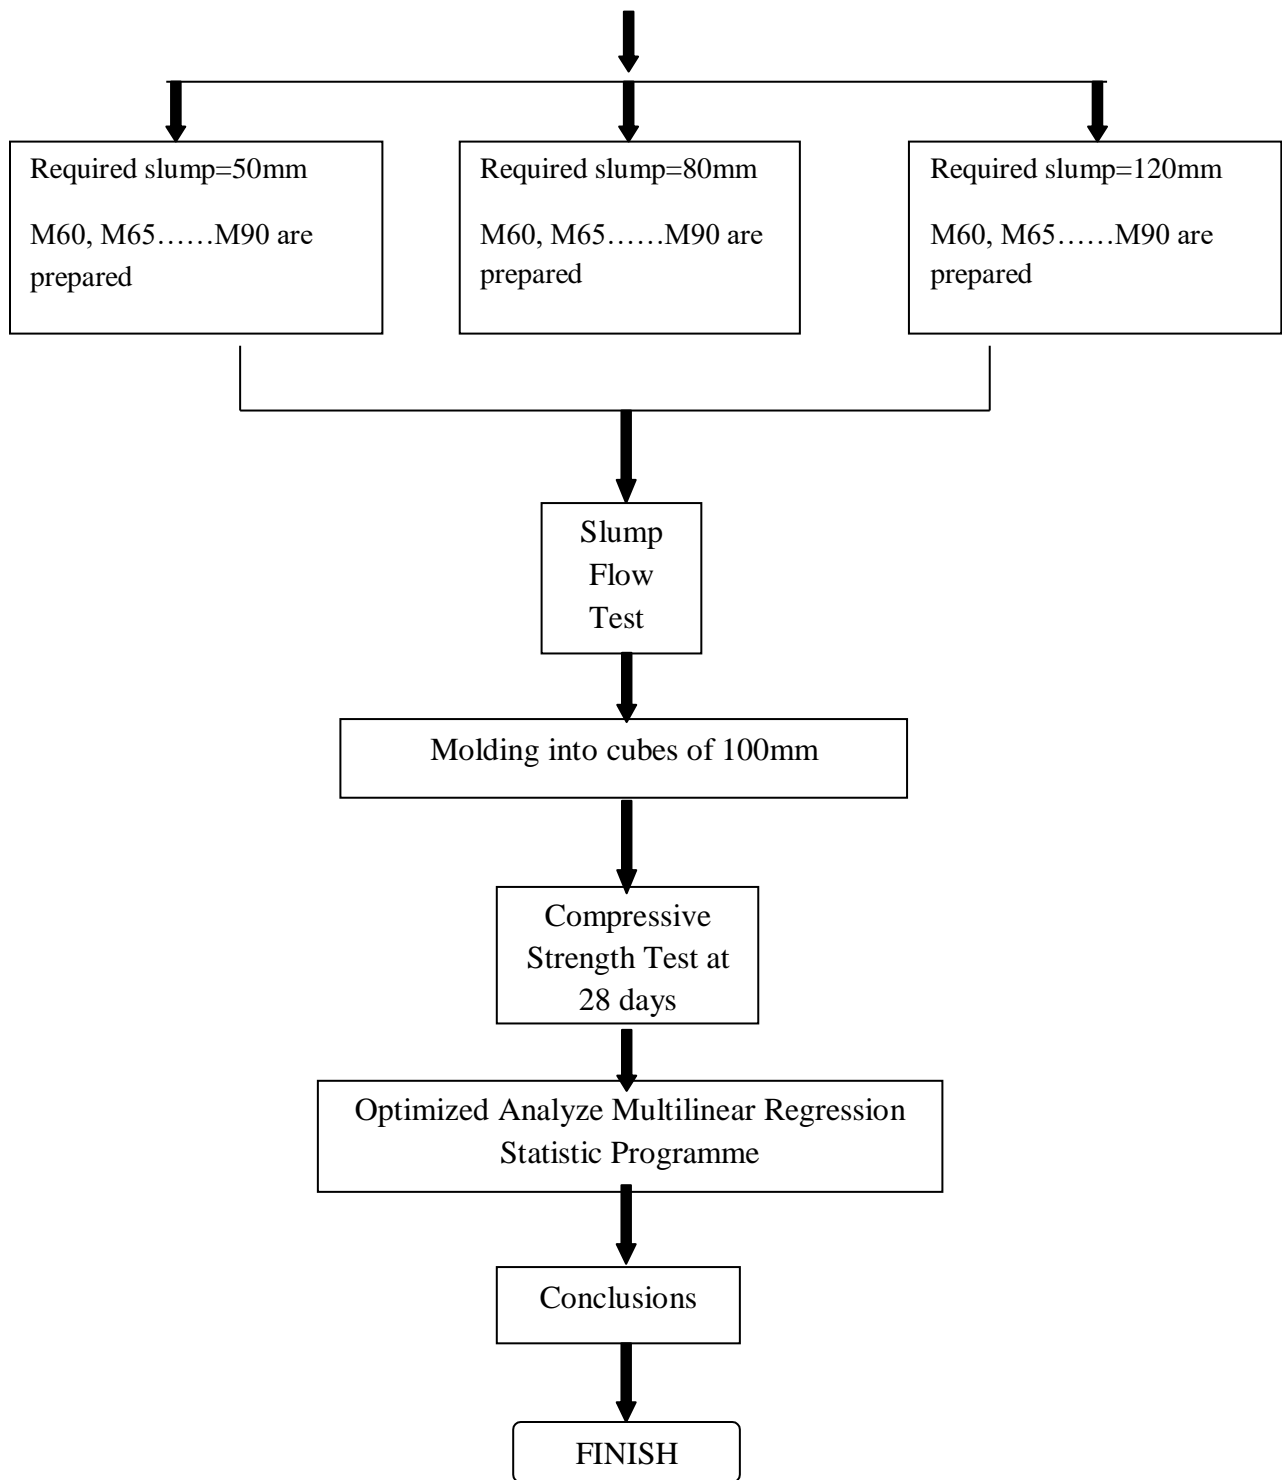 Required slump=50mm
M60, M65……M90 are
prepared
Required slump=80mm
M60, M65……M90 are
prepared
Required slump=120mm
M60, M65……M90 are
prepared
Slump
Flow
Test
Molding into cubes of 100mm
Compressive
Strength Test at
28 days
Optimized Analyze Multilinear Regression
Statistic Programme
Conclusions
FINISH